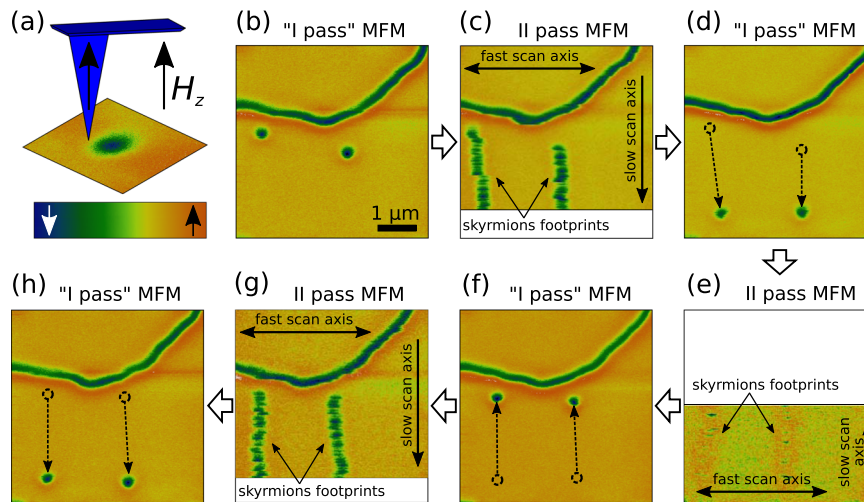 (a)
H_z
(b)
"I pass" MFM
1 µm
(c)
II pass MFM
fast scan axis
slow scan axis
skyrmions footprints
(d)
"I pass" MFM
(h)
"I pass" MFM
(g)
II pass MFM
fast scan axis
slow scan axis
skyrmions footprints
(f)
"I pass" MFM
(e)
II pass MFM
skyrmions footprints
fast scan axis
slow scan
axis